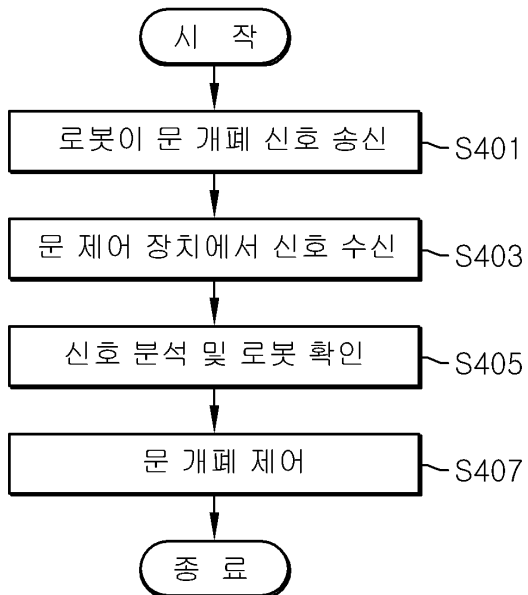 시 작
로봇이 문 개폐 신호 송신
S401
문 제어 장치에서 신호 수신
S403
신호 분석 및 로봇 확인
S405
문 개폐 제어
S407
종 료